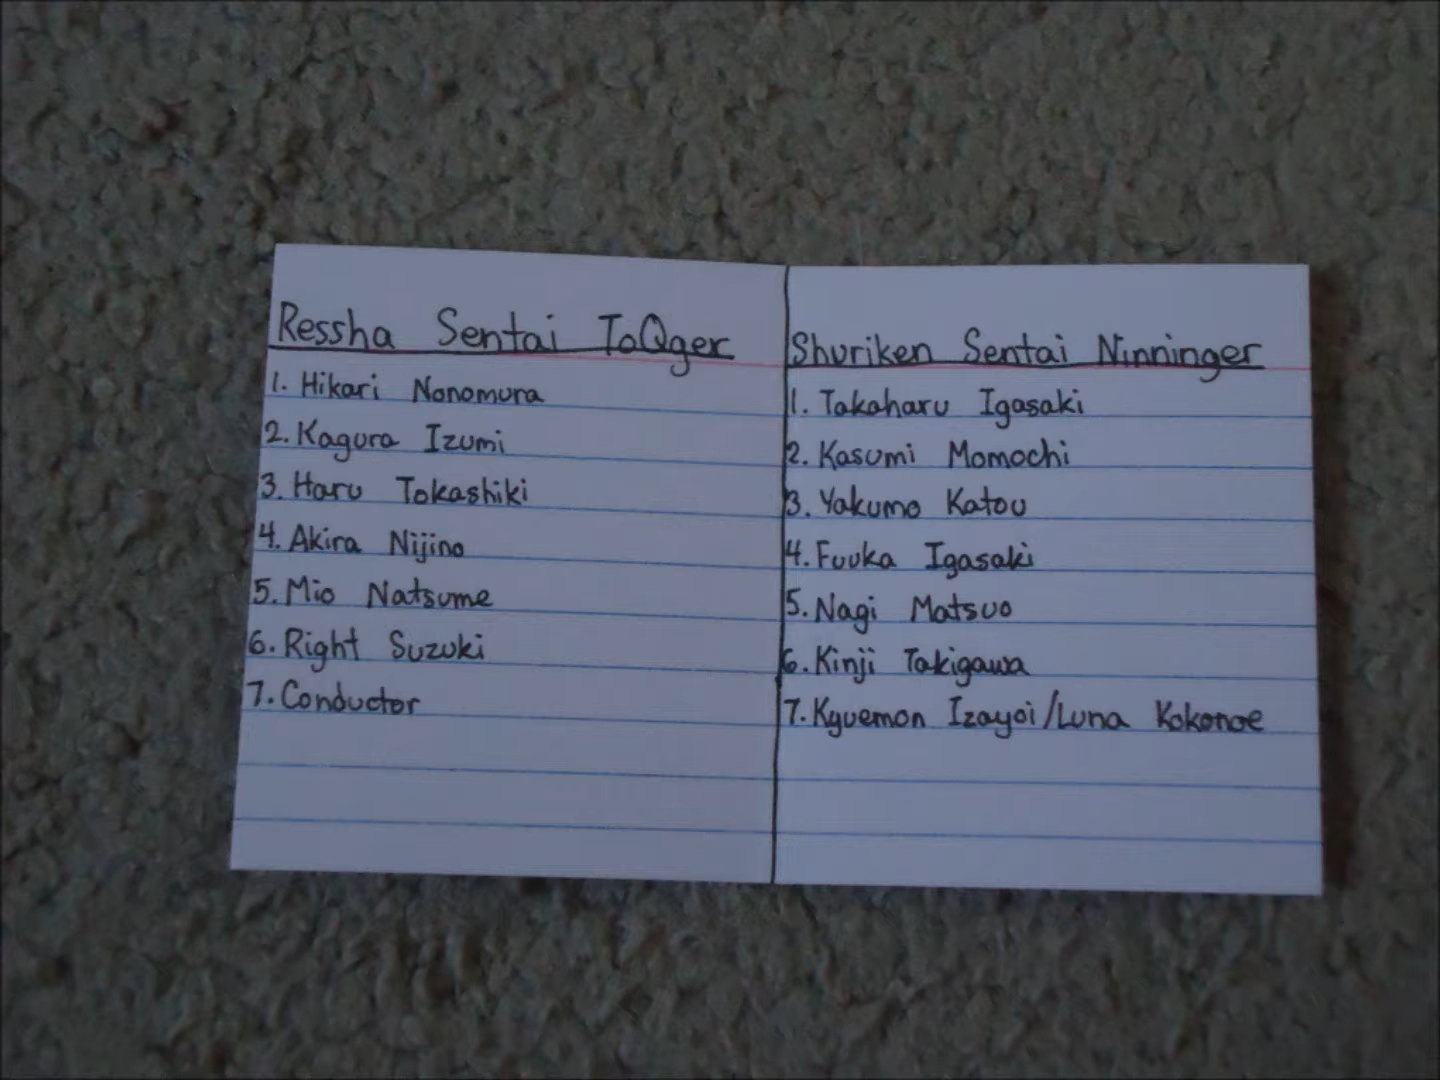 Ressha Sentai ToQger
1. Hikari Nonomura
2. Kagura Izumi
3. Haru Tokashiki
4. Akira Nijino
5. Mio Natsume
6. Right Suzuki
7. Conductor
Shuriken Sentai Ninninger
1. Takaharu Igasaki
2. Kasumi Momochi
3. Yakumo Katou
4. Fuuka Igasaki
5. Nagi Matsuo
6. Kinji Takigawa
7. Kyuemon Izayoi/Luna Kokonoe